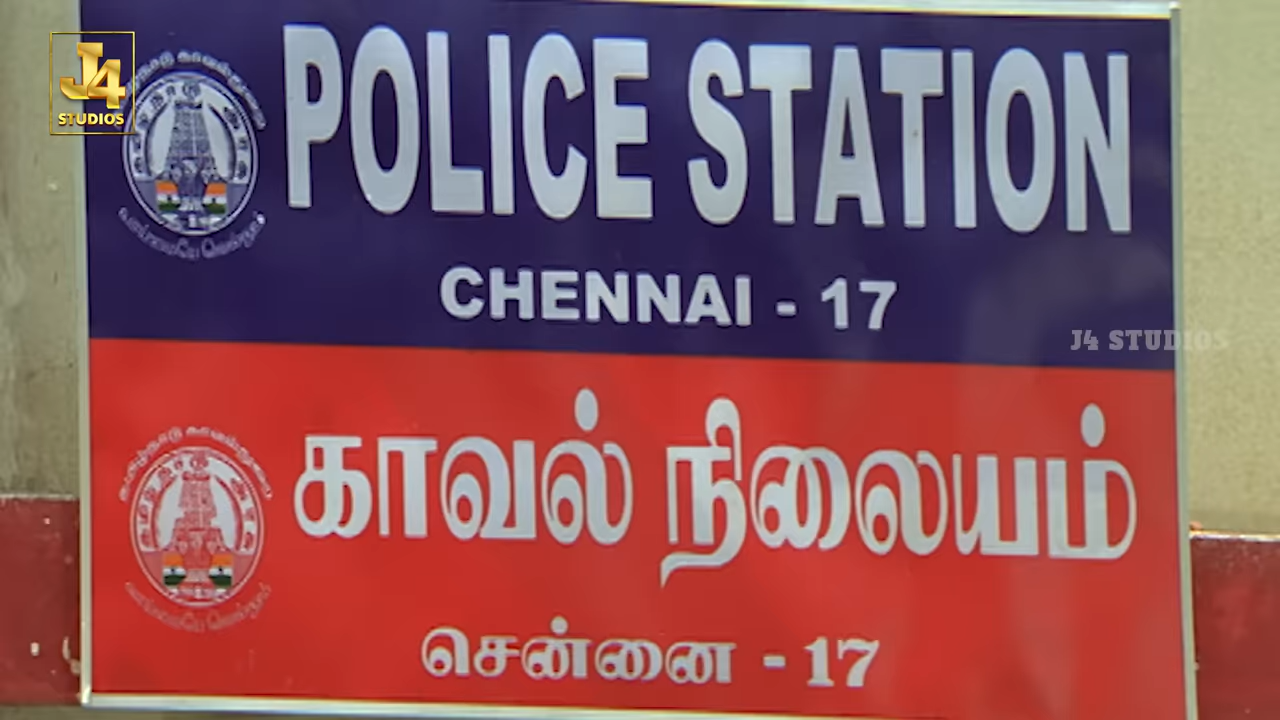 J4
STUDIOS
POLICE STATION
CHENNAI - 17
J4 STUDIOS
காவல் நிலையம்
சென்னை - 17